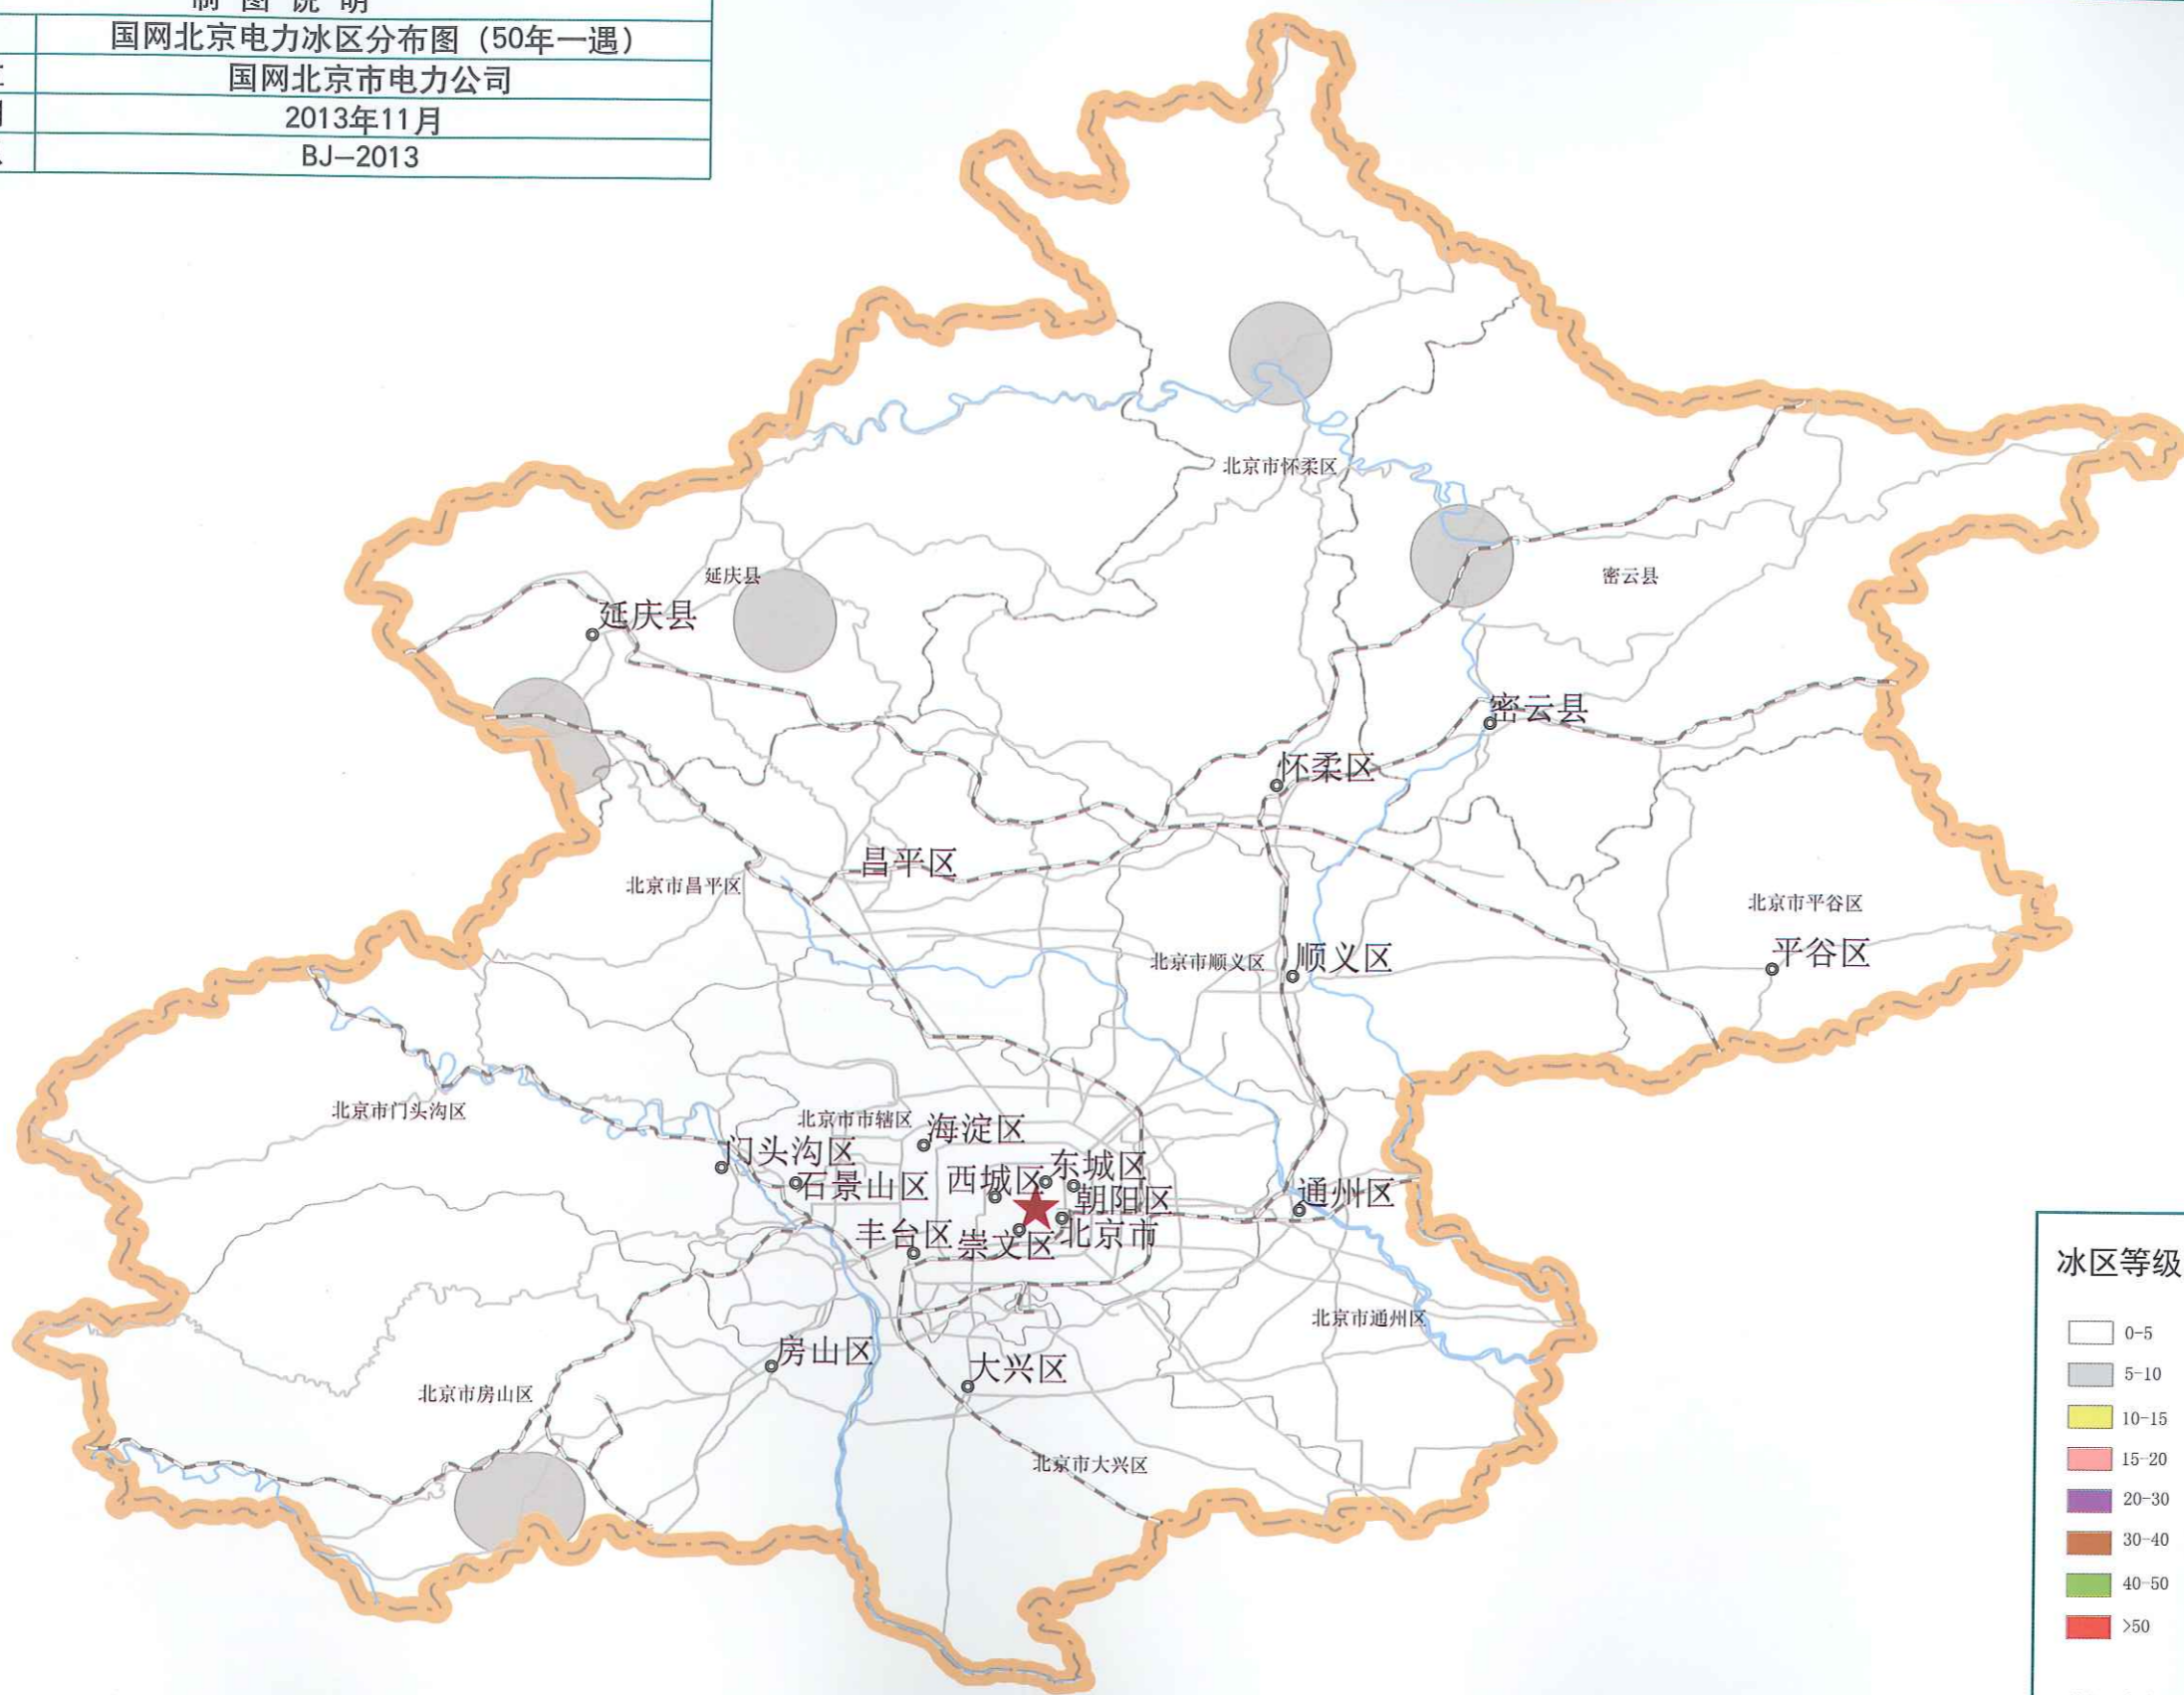 制 图 说 明
国网北京电力冰区分布图（50年一遇）
国网北京市电力公司
2013年11月
BJ—2013
北京市怀柔区
延庆县
密云县
延庆县
密云县
怀柔区
昌平区
北京市昌平区
北京市平谷区
北京市顺义区
顺义区
平谷区
北京市门头沟区
北京市市辖区
海淀区
门头沟区
东城区
石景山区
西城区
朝阳区
通州区
丰台区
崇文区
北京市
北京市通州区
房山区
大兴区
北京市房山区
北京市大兴区
冰区等级
0-5
5-10
10-15
15-20
20-30
30-40
40-50
>50